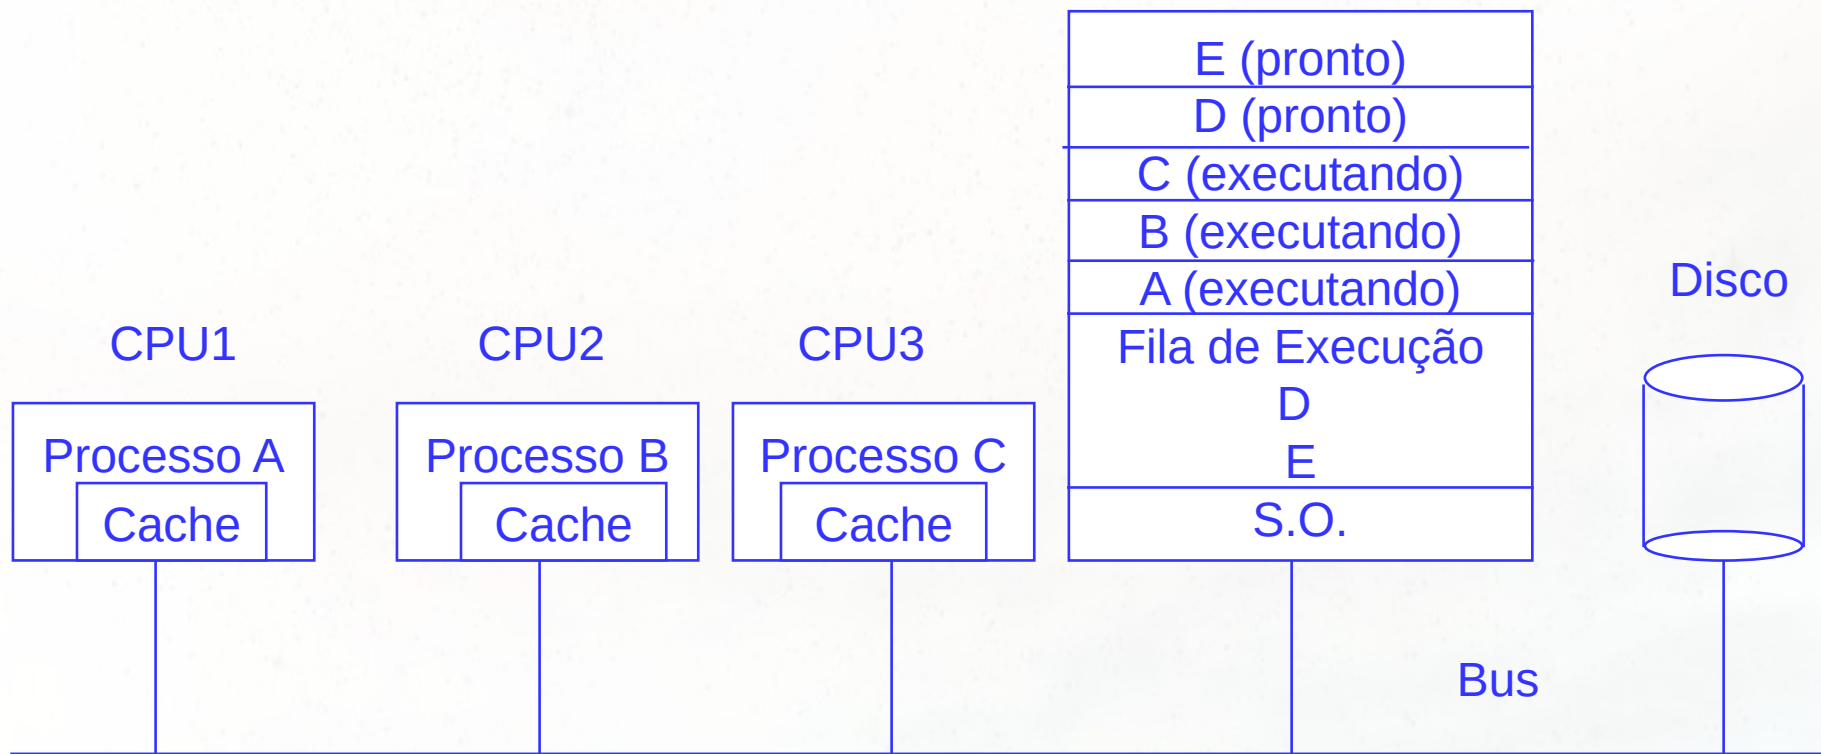 CPU1
Processo A
Cache
CPU2
Processo B
Cache
CPU3
Processo C
Cache
E (pronto)
D (pronto)
C (executando)
B (executando)
A (executando)
Fila de Execução
D
E
S.O.
Disco
Bus